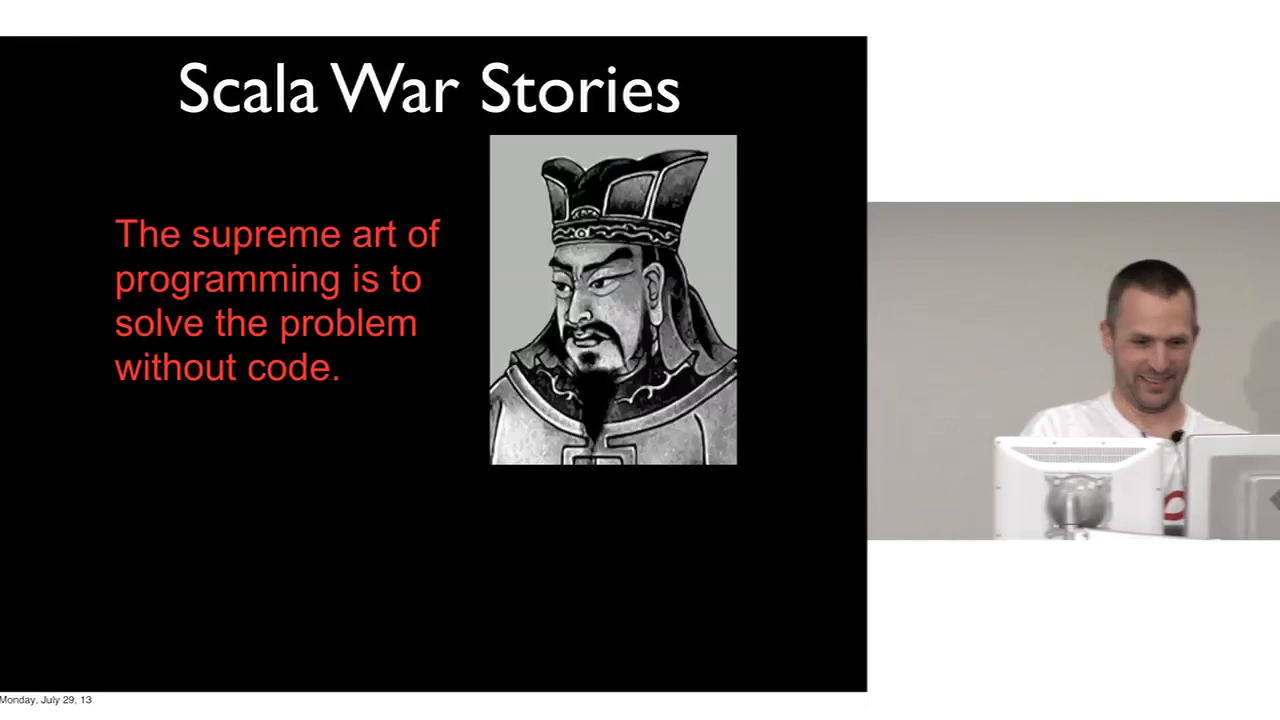 Scala War Stories
The supreme art of
programming is to
solve the problem
without code.
Monday, July 29, 13